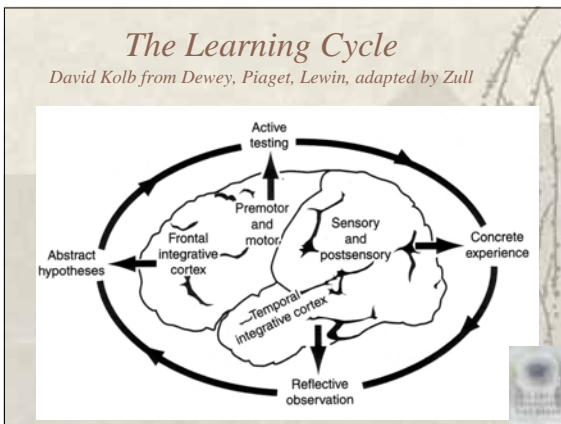 The Learning Cycle
David Kolb from Dewey, Piaget, Lewin, adapted by Zull
Active
testing
Premotor
and
motor
Sensory
and
postsensory
Frontal
integrative
cortex
Concrete
experience
Abstract
hypotheses
Temporal
integrative cortex
Reflective
observation